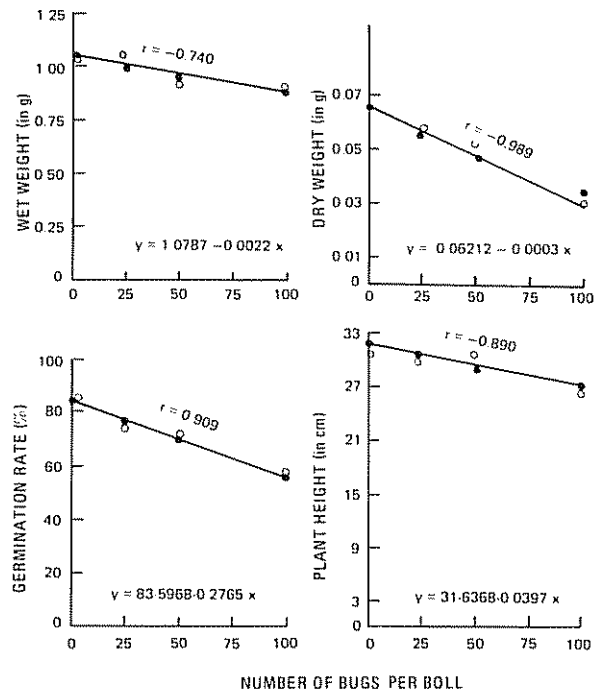 WET WEIGHT (in g)
1 25
1 00
0.75
0.50
0.25
0
r = −0.740
y = 1 0787 −0 0022 x
0 25 50 75 100
DRY WEIGHT (in g)
0.07
0.05
0 03
0 01
0
r = −0.989
y = 0 06212 − 0 0003 x
0 25 50 75 100
GERMINATION RATE (%)
100
80
60
40
20
0
r = 0.909
y = 83·5968·0 2765 x
0 25 50 75 100
PLANT HEIGHT (in cm)
33
27
21
15
9
3
0
r = −0.890
y = 31·6368·0 0397 x
0 25 50 75 100
NUMBER OF BUGS PER BOLL